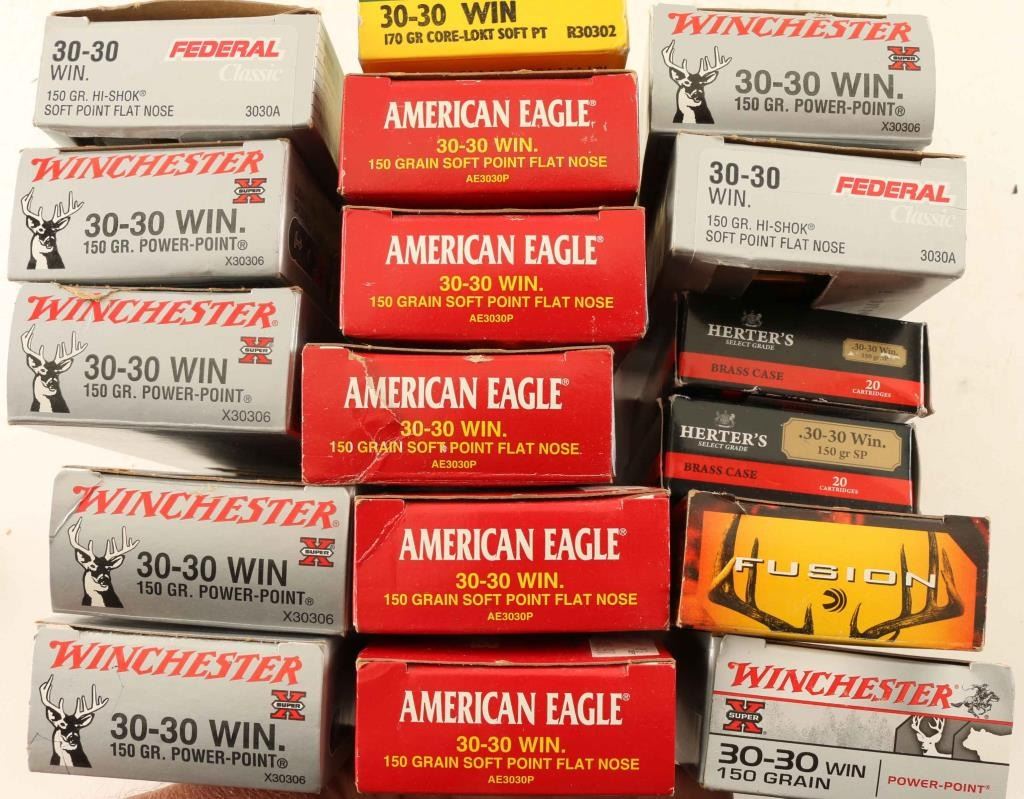 30-30
WIN.
FEDERAL
Classic
150 GR. HI-SHOK®
SOFT POINT FLAT NOSE
3030A
WINCHESTER
SUPER X
30-30 WIN.
150 GR. POWER-POINT®
X30306
WINCHESTER®
SUPER X
30-30 WIN
150 GR. POWER-POINT®
X30306
WINCHESTER®
SUPER X
30-30 WIN
150 GR. POWER-POINT®
X30306
WINCHESTER
SUPER X
30-30 WIN.
150 GR. POWER-POINT®
X30306
30-30 WIN
170 GR CORE-LOKT SOFT PT R30302
AMERICAN EAGLE®
30-30 WIN.
150 GRAIN SOFT POINT FLAT NOSE
AE3030P
AMERICAN EAGLE®
30-30 WIN.
150 GRAIN SOFT POINT FLAT NOSE
AE3030P
AMERICAN EAGLE®
30-30 WIN.
150 GRAIN SOFT POINT FLAT NOSE
AE3030P
AMERICAN EAGLE®
30-30 WIN.
150 GRAIN SOFT POINT FLAT NOSE
AE3030P
AMERICAN EAGLE®
30-30 WIN.
150 GRAIN SOFT POINT FLAT NOSE
AE3030P
WINCHESTER
SUPER X
30-30 WIN.
150 GR. POWER-POINT®
X30306
30-30
WIN.
FEDERAL
Classic
150 GR. HI-SHOK®
SOFT POINT FLAT NOSE
3030A
HERTER'S
SELECT GRADE
.30-30 Win.
150 gr SP
BRASS CASE
20
CARTRIDGES
HERTER'S
SELECT GRADE
.30-30 Win.
150 gr SP
BRASS CASE
20
CARTRIDGES
FUSION
WINCHESTER
SUPER X
30-30 WIN
150 GRAIN
POWER-POINT®